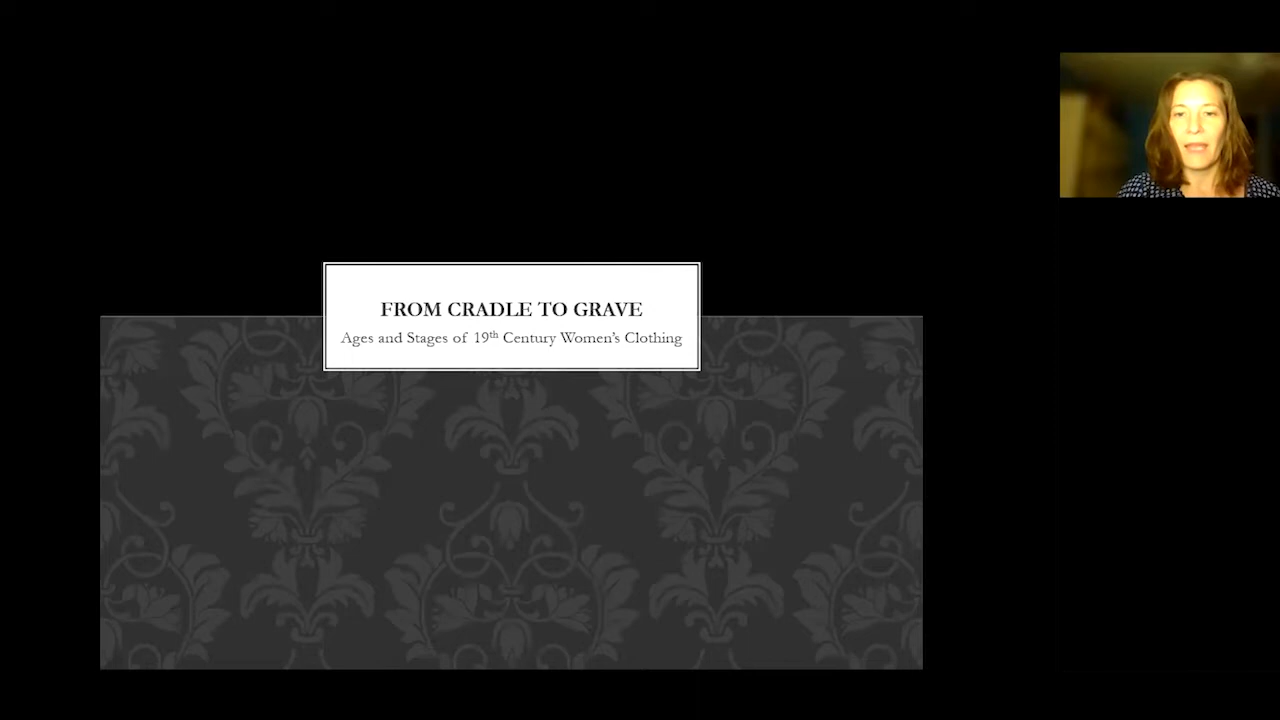 FROM CRADLE TO GRAVE
Ages and Stages of 19th Century Women's Clothing